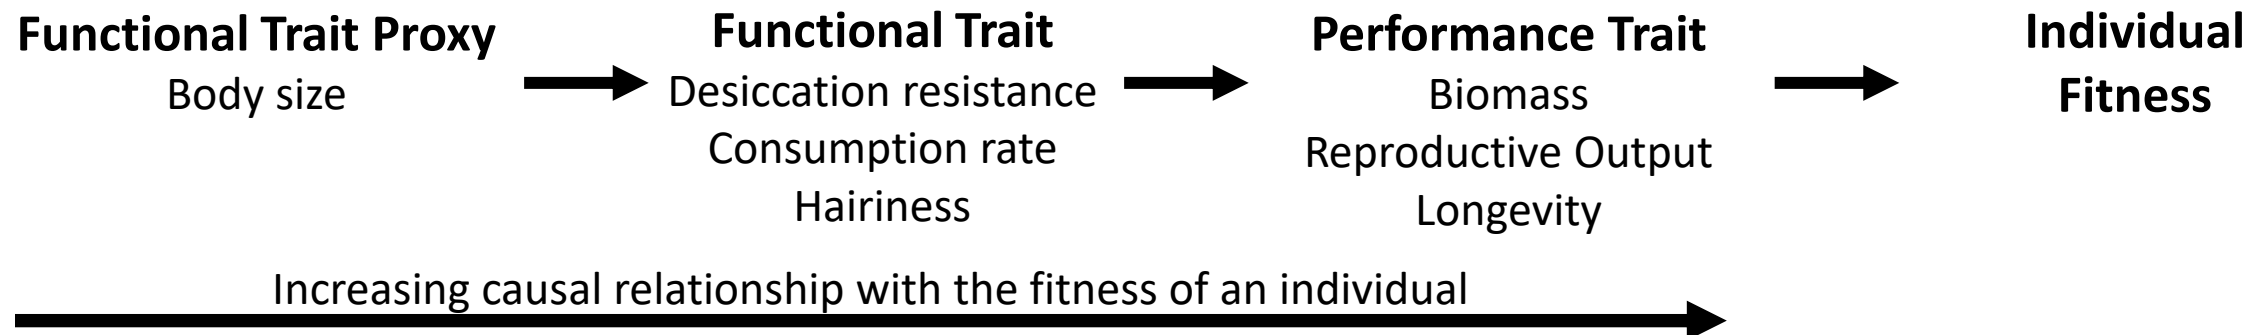 Functional Trait Proxy
Body size
Functional Trait
Desiccation resistance
Consumption rate
Hairiness
Performance Trait
Biomass
Reproductive Output
Longevity
Individual
Fitness
Increasing causal relationship with the fitness of an individual